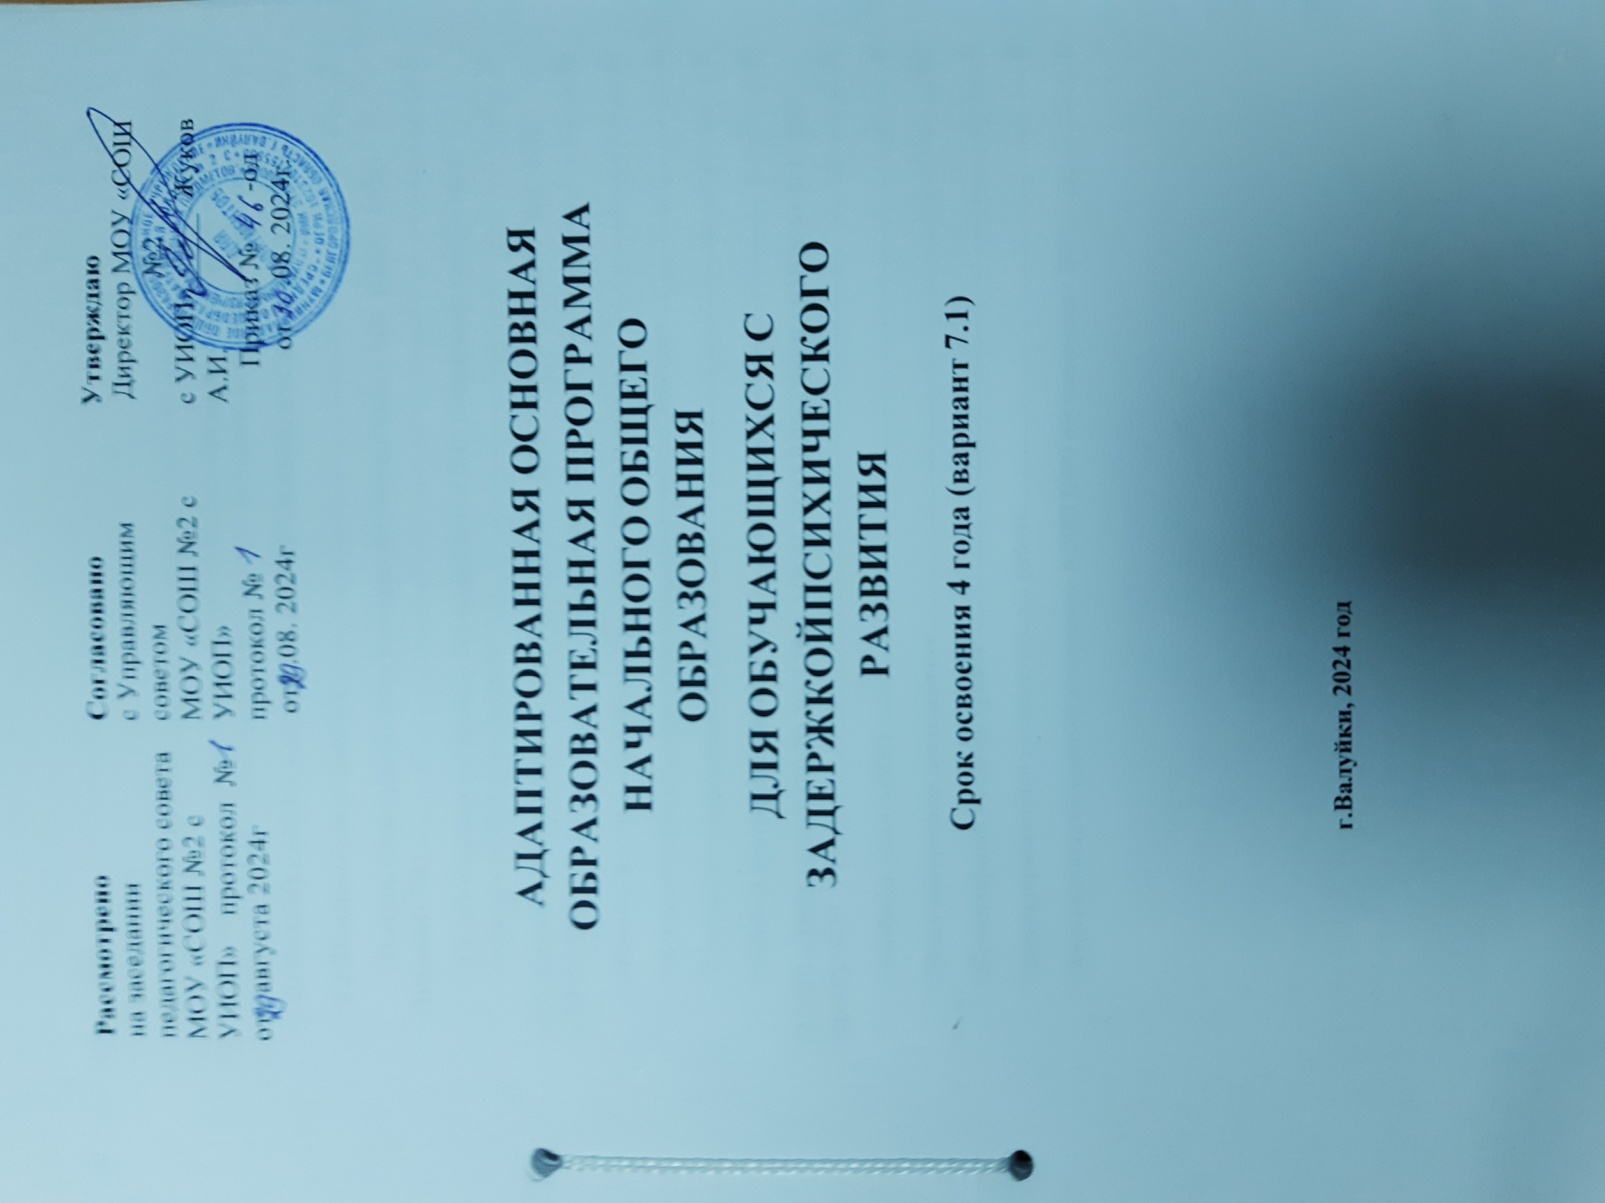 Рассмотрено
на заседании
педагогического совета
МОУ «СОШ №2 с
УИОП» протокол №1
от 29 августа 2024г
Согласовано
с Управляющим
советом
МОУ «СОШ №2 с
УИОП»
протокол № 1
от 29.08. 2024г
Утверждаю
Директор МОУ «СОШ
№2
с УИОП» Жуков
А.И.
Приказ № 46 -од
от 30.08. 2024г.
АДАПТИРОВАННАЯ ОСНОВНАЯ
ОБРАЗОВАТЕЛЬНАЯ ПРОГРАММА
НАЧАЛЬНОГО ОБЩЕГО
ОБРАЗОВАНИЯ
ДЛЯ ОБУЧАЮЩИХСЯ С
ЗАДЕРЖКОЙПСИХИЧЕСКОГО
РАЗВИТИЯ
Срок освоения 4 года (вариант 7.1)
г.Валуйки, 2024 год